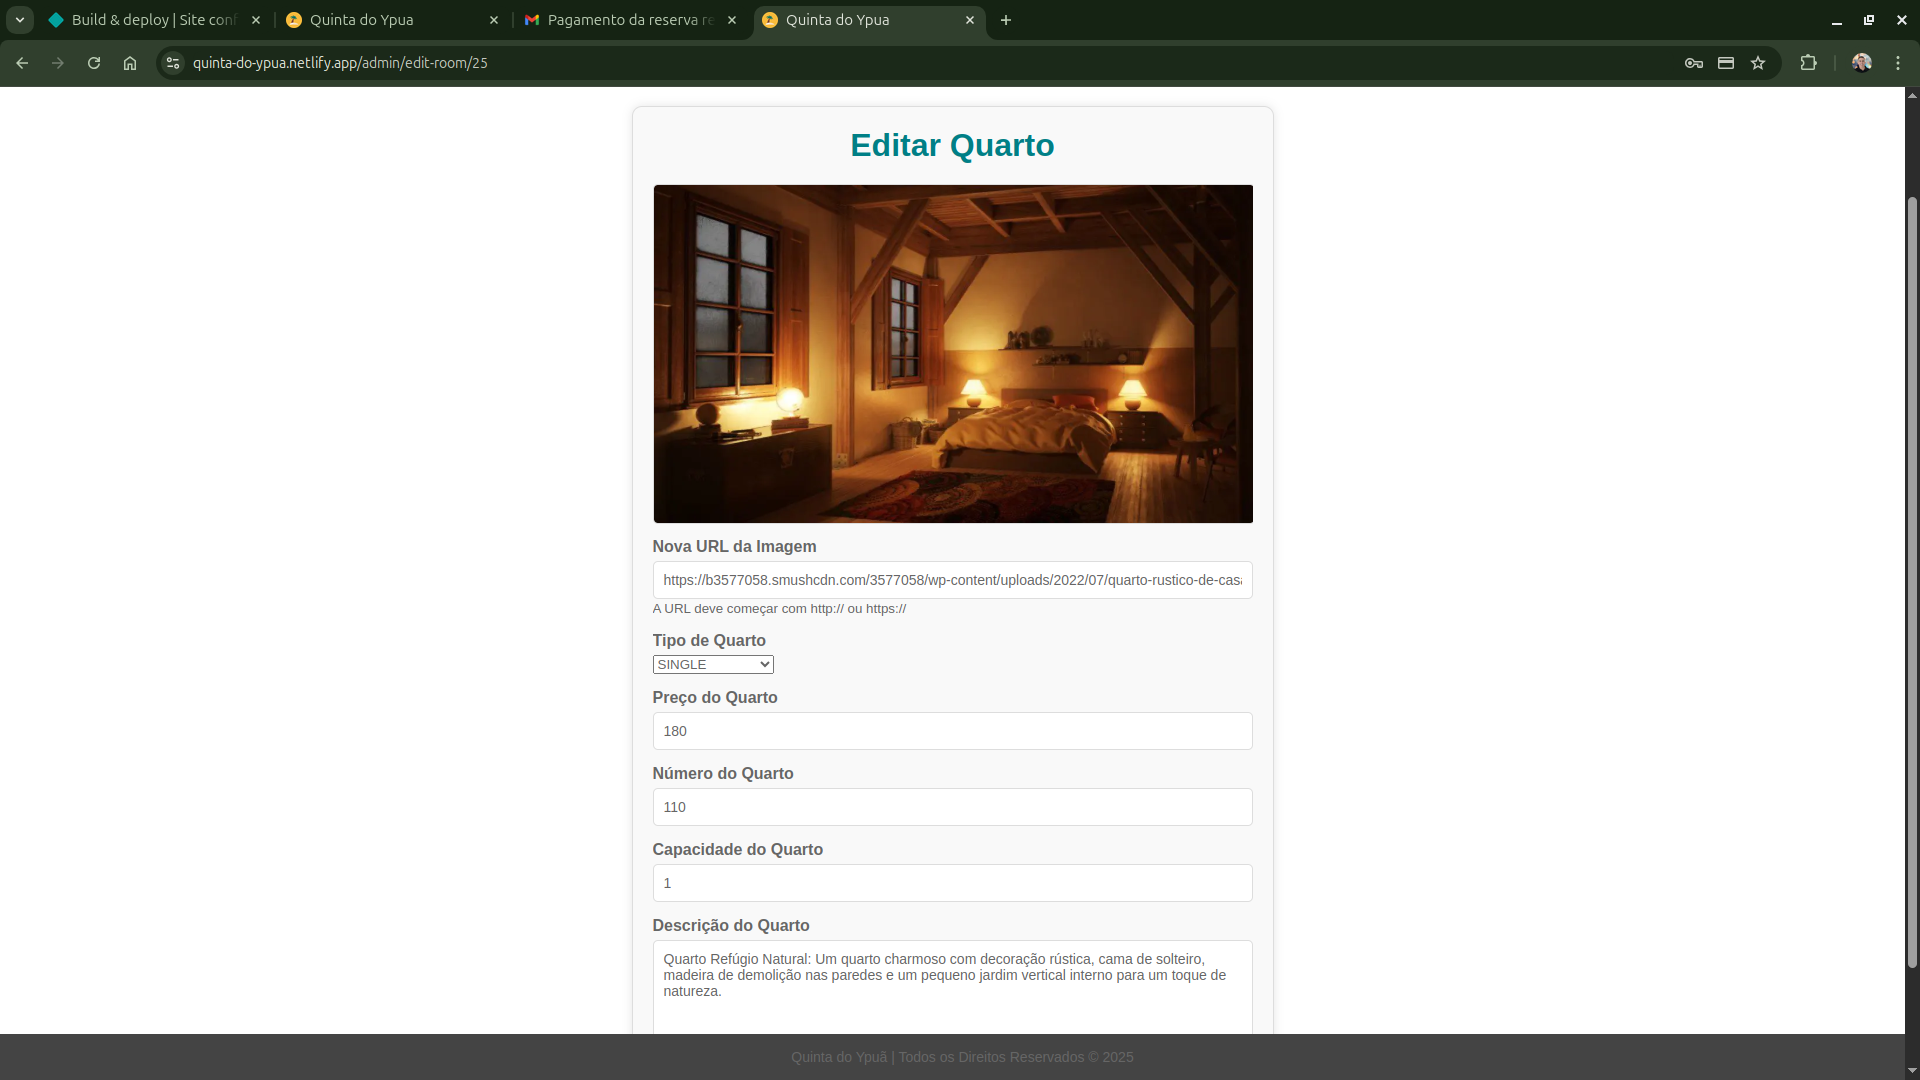 Build & deploy | Site conf
Quinta do Ypua
Pagamento da reserva re
Quinta do Ypua
quinta-do-ypua.netlify.app/admin/edit-room/25
Editar Quarto
Nova URL da Imagem
https://b3577058.smushcdn.com/3577058/wp-content/uploads/2022/07/quarto-rustico-de-casa
A URL deve começar com http:// ou https://
Tipo de Quarto
SINGLE
Preço do Quarto
180
Número do Quarto
110
Capacidade do Quarto
1
Descrição do Quarto
Quarto Refúgio Natural: Um quarto charmoso com decoração rústica, cama de solteiro,
madeira de demolição nas paredes e um pequeno jardim vertical interno para um toque de
natureza.
Quinta do Ypuã | Todos os Direitos Reservados © 2025